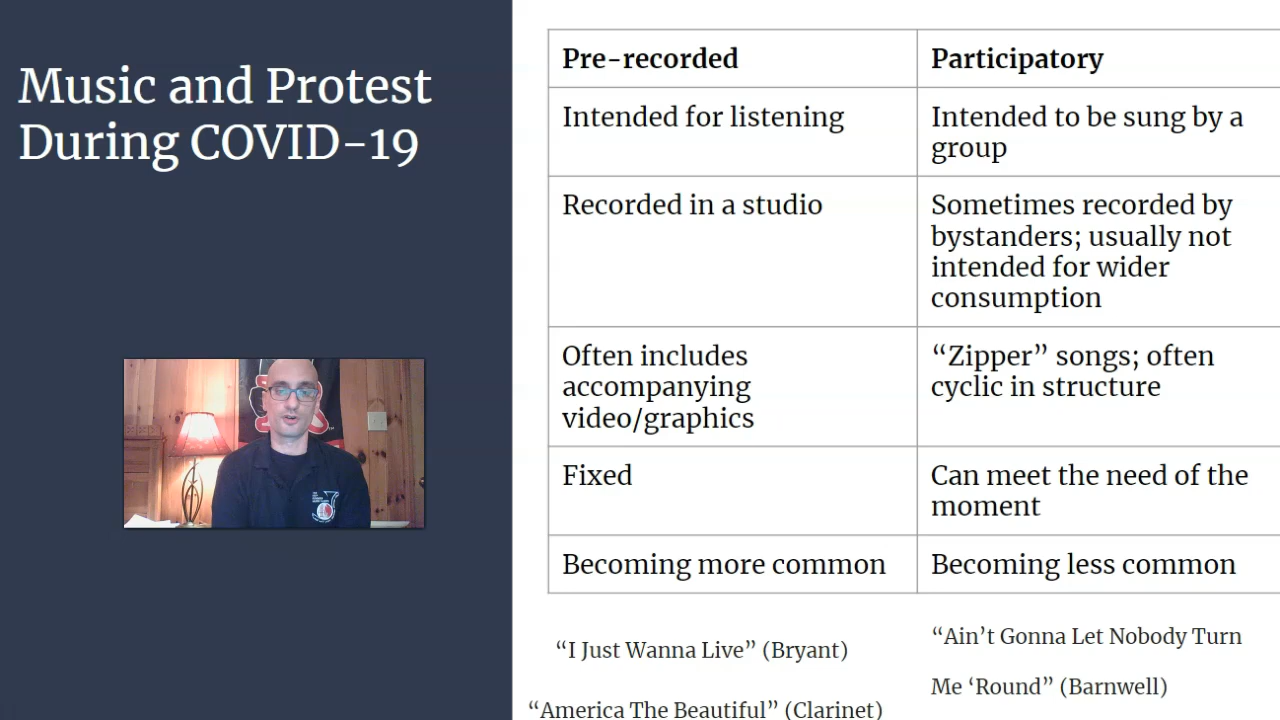 Music and Protest
During COVID-19
Pre-recorded
Participatory
Intended for listening
Intended to be sung by a
group
Recorded in a studio
Sometimes recorded by
bystanders; usually not
intended for wider
consumption
Often includes
accompanying
video/graphics
“Zipper” songs; often
cyclic in structure
Fixed
Can meet the need of the
moment
Becoming more common
Becoming less common
“I Just Wanna Live” (Bryant)
“America The Beautiful” (Clarinet)
“Ain’t Gonna Let Nobody Turn
Me ‘Round” (Barnwell)